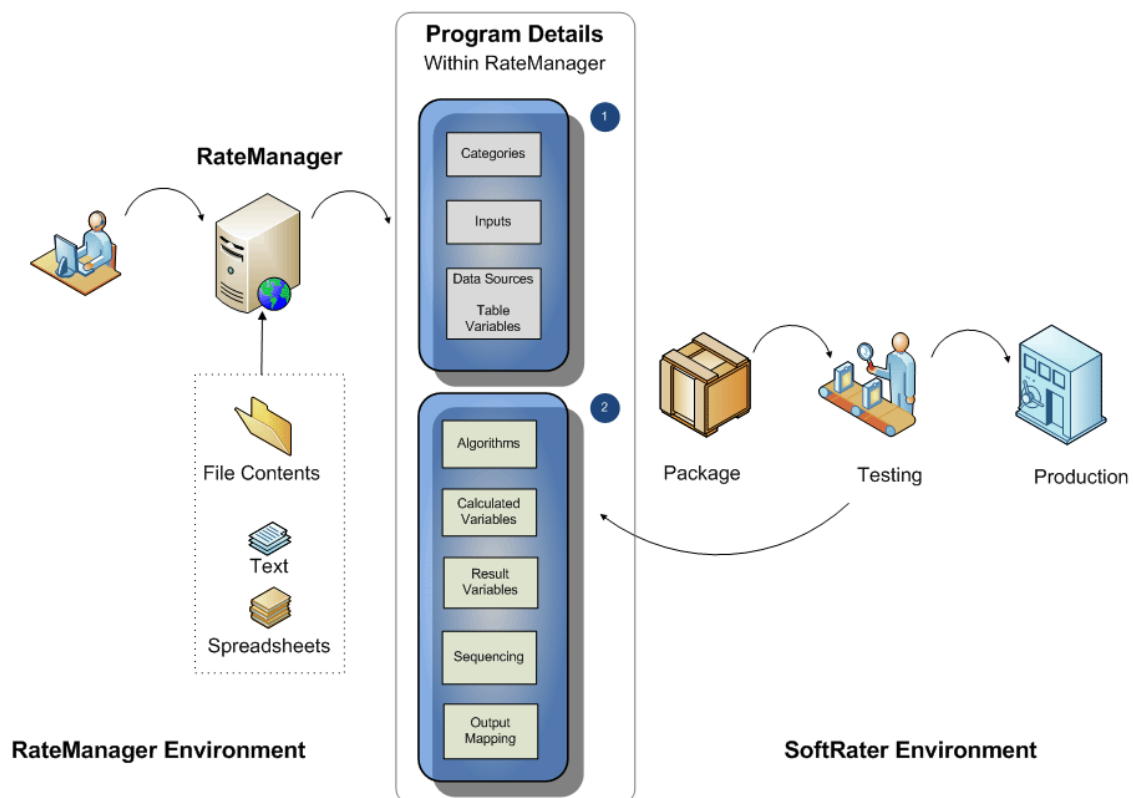 Program Details
Within RateManager
1
Categories
Inputs
Data Sources
Table
Variables
RateManager
File Contents
Text
Spreadsheets
2
Algorithms
Calculated
Variables
Result
Variables
Sequencing
Output
Mapping
Package
Testing
Production
RateManager Environment
SoftRater Environment